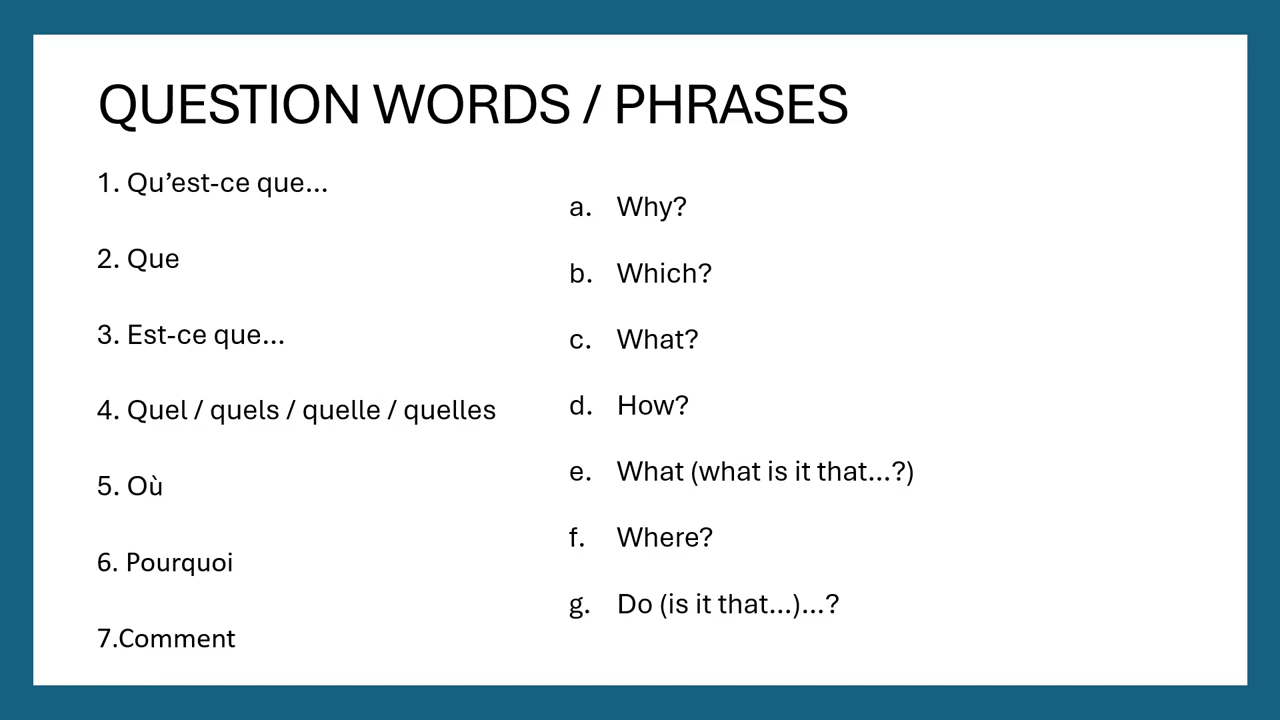 QUESTION WORDS / PHRASES
1. Qu’est-ce que…
2. Que
3. Est-ce que…
4. Quel / quels / quelle / quelles
5. Où
6. Pourquoi
7.Comment
a. Why?
b. Which?
c. What?
d. How?
e. What (what is it that…?)
f. Where?
g. Do (is it that…)…?